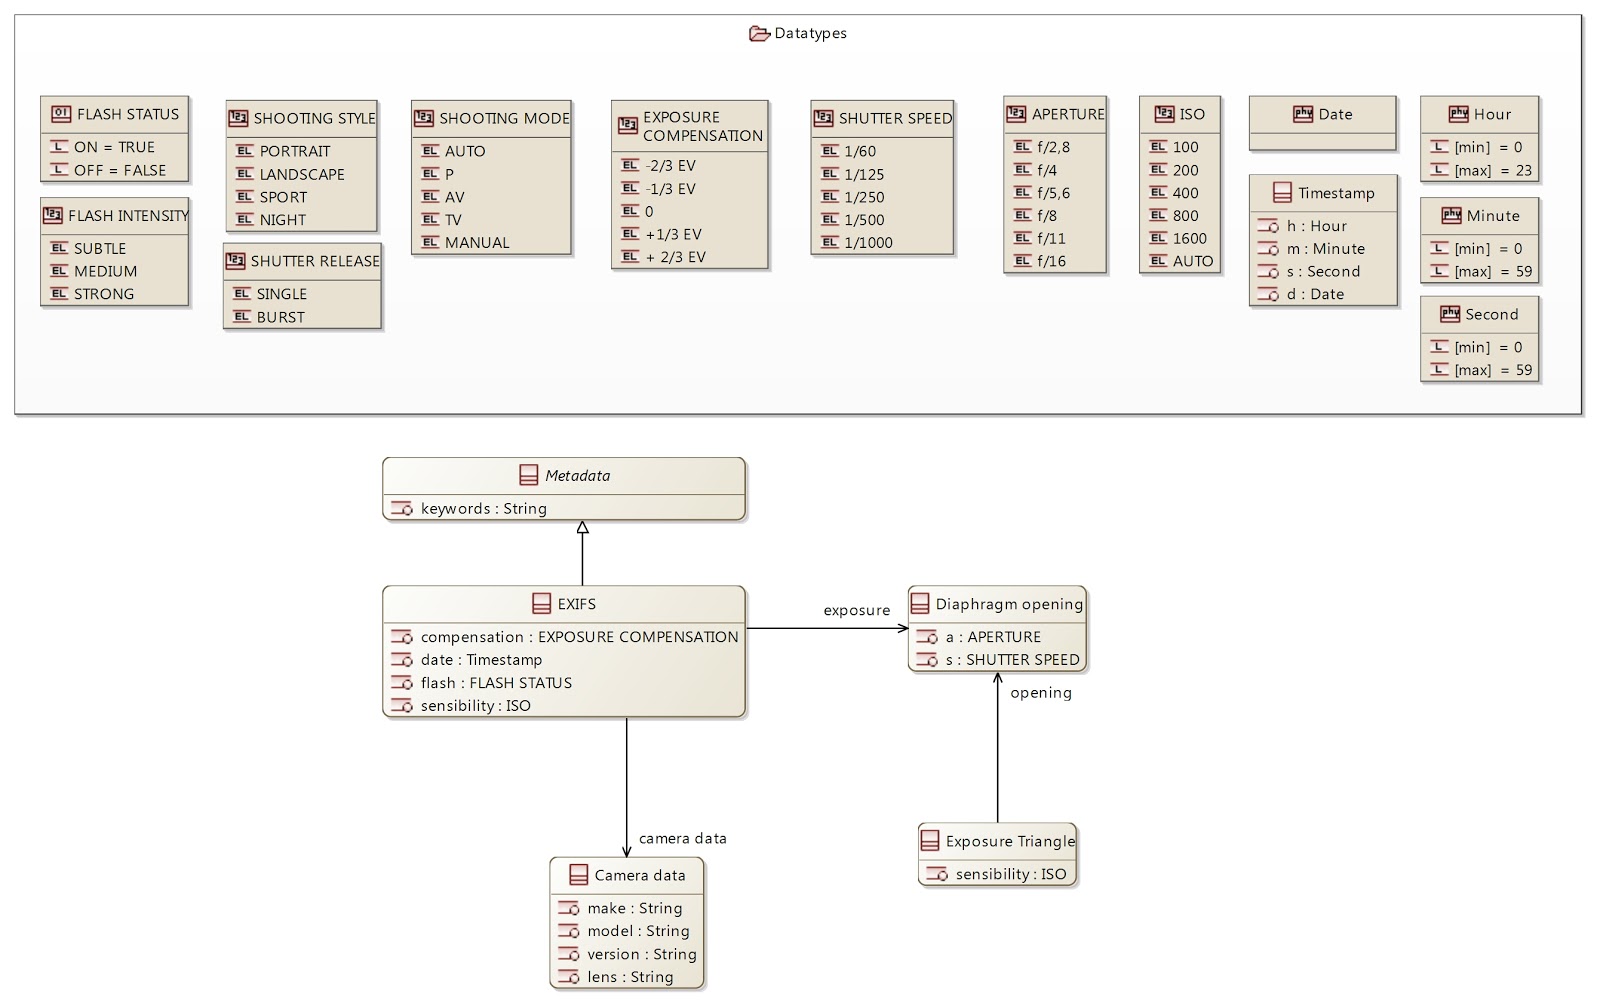 Datatypes
FLASH STATUS
ON = TRUE
OFF = FALSE
FLASH INTENSITY
SUBTLE
MEDIUM
STRONG
SHOOTING STYLE
PORTRAIT
LANDSCAPE
SPORT
NIGHT
SHUTTER RELEASE
SINGLE
BURST
SHOOTING MODE
AUTO
P
AV
TV
MANUAL
EXPOSURE
COMPENSATION
-2/3 EV
-1/3 EV
0
+1/3 EV
+ 2/3 EV
SHUTTER SPEED
1/60
1/125
1/250
1/500
1/1000
APERTURE
f/2,8
f/4
f/5,6
f/8
f/11
f/16
ISO
100
200
400
800
1600
AUTO
Date
Timestamp
h : Hour
m : Minute
s : Second
d : Date
Hour
[min] = 0
[max] = 23
Minute
[min] = 0
[max] = 59
Second
[min] = 0
[max] = 59
Metadata
keywords : String
EXIFS
compensation : EXPOSURE COMPENSATION
date : Timestamp
flash : FLASH STATUS
sensibility : ISO
exposure
Diaphragm opening
a : APERTURE
s : SHUTTER SPEED
opening
Exposure Triangle
sensibility : ISO
camera data
Camera data
make : String
model : String
version : String
lens : String